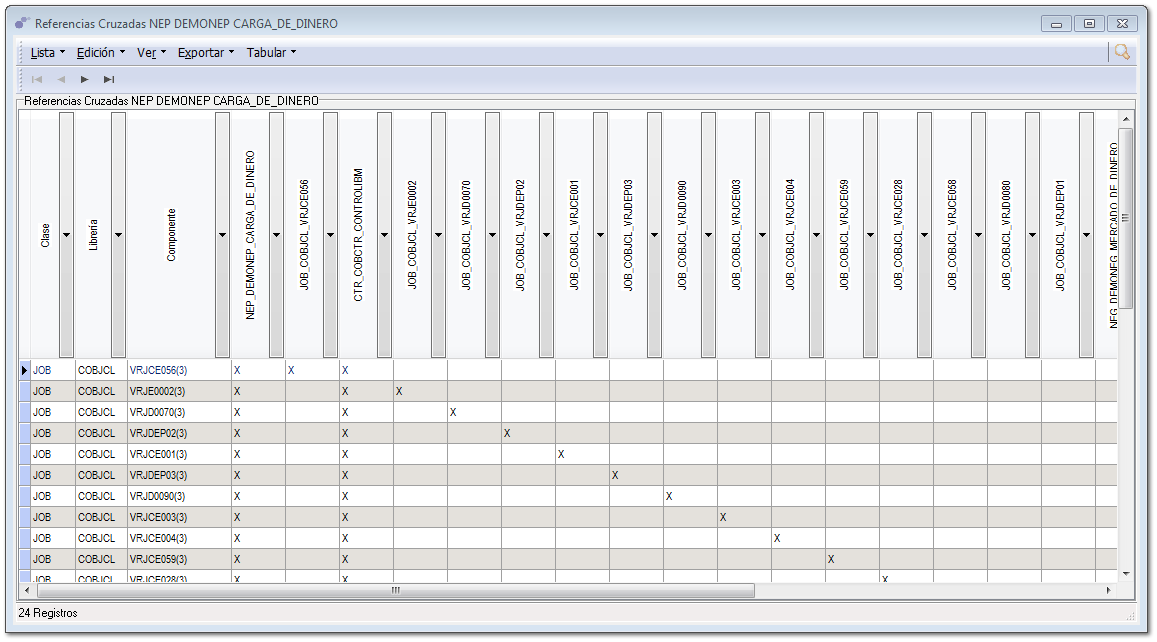 Referencias Cruzadas NEP DEMONEP CARGA_DE_DINERO
Lista Edición Ver Exportar Tabular
Referencias Cruzadas NEP DEMONEP CARGA_DE_DINERO
Clase
Librería
Componente
NEP_DEMONEP_CARGA_DE_DINERO
JOB_COBJCL_VRJCE056
CTR_COBCTR_CONTROLIBM
JOB_COBJCL_VRJE0002
JOB_COBJCL_VRJD0070
JOB_COBJCL_VRJDEP02
JOB_COBJCL_VRJCE001
JOB_COBJCL_VRJDEP03
JOB_COBJCL_VRJD0090
JOB_COBJCL_VRJCE003
JOB_COBJCL_VRJCE004
JOB_COBJCL_VRJCE059
JOB_COBJCL_VRJCE028
JOB_COBJCL_VRJCE058
JOB_COBJCL_VRJD0080
JOB_COBJCL_VRJDEP01
NEG_DEMONEG_MERCADO_DE_DINERO
JOB COBJCL VRJCE056(3) X X X
JOB COBJCL VRJE0002(3) X X X
JOB COBJCL VRJD0070(3) X X X
JOB COBJCL VRJDEP02(3) X X X
JOB COBJCL VRJCE001(3) X X X
JOB COBJCL VRJDEP03(3) X X X
JOB COBJCL VRJD0090(3) X X X
JOB COBJCL VRJCE003(3) X X X
JOB COBJCL VRJCE004(3) X X X
JOB COBJCL VRJCE059(3) X X X
JOB COBJCL VRJCE028(3) X X X
24 Registros